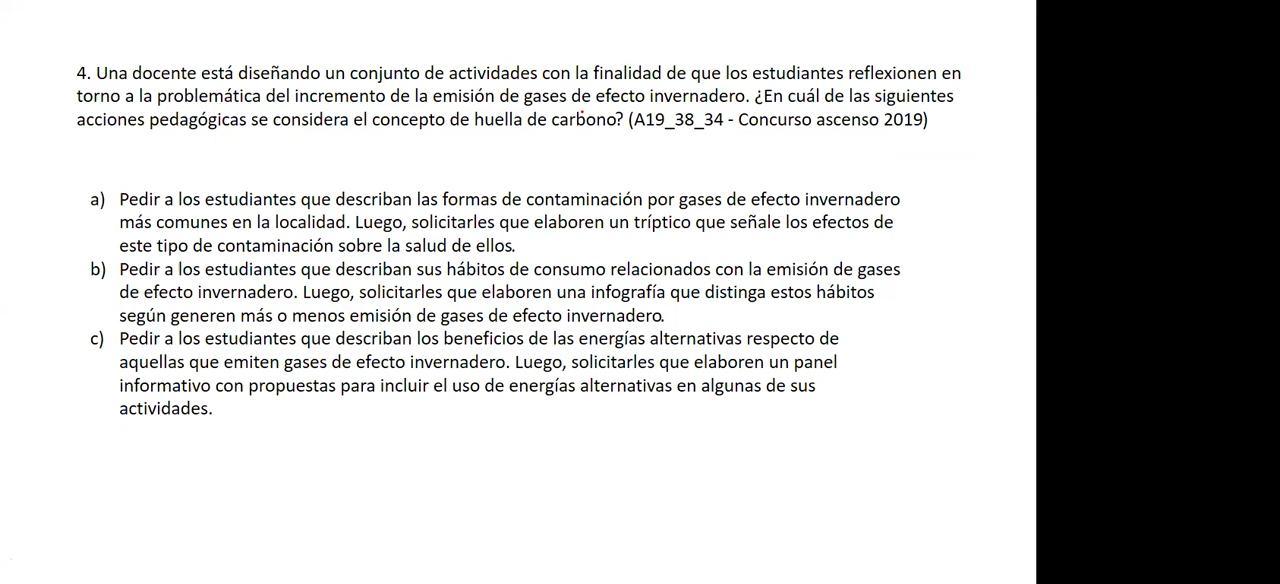 4. Una docente está diseñando un conjunto de actividades con la finalidad de que los estudiantes reflexionen en
torno a la problemática del incremento de la emisión de gases de efecto invernadero. ¿En cuál de las siguientes
acciones pedagógicas se considera el concepto de huella de carbono? (A19_38_34 - Concurso ascenso 2019)
a) Pedir a los estudiantes que describan las formas de contaminación por gases de efecto invernadero
más comunes en la localidad. Luego, solicitarles que elaboren un tríptico que señale los efectos de
este tipo de contaminación sobre la salud de ellos.
b) Pedir a los estudiantes que describan sus hábitos de consumo relacionados con la emisión de gases
de efecto invernadero. Luego, solicitarles que elaboren una infografía que distinga estos hábitos
según generen más o menos emisión de gases de efecto invernadero.
c) Pedir a los estudiantes que describan los beneficios de las energías alternativas respecto de
aquellas que emiten gases de efecto invernadero. Luego, solicitarles que elaboren un panel
informativo con propuestas para incluir el uso de energías alternativas en algunas de sus
actividades.